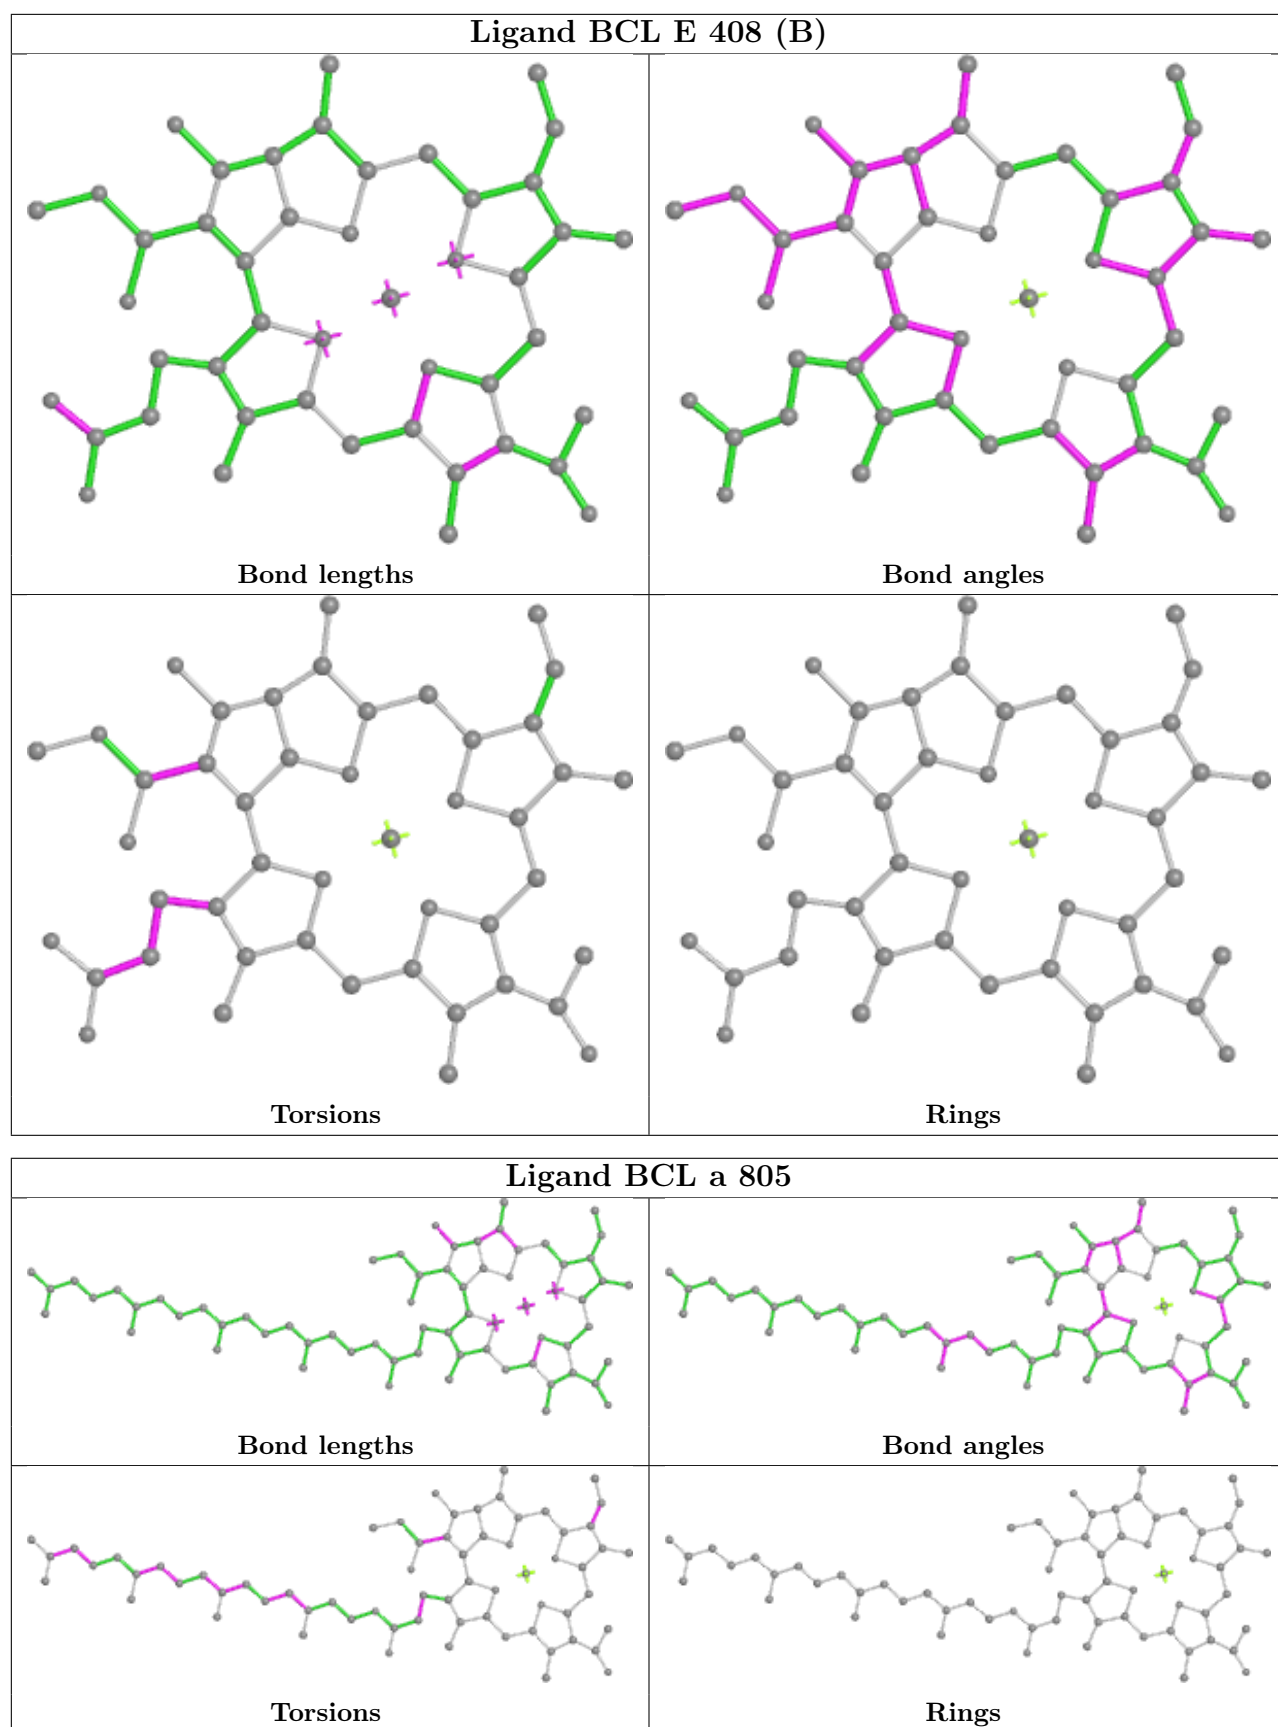 Ligand BCL E 408 (B)
Bond lengths
Bond angles
Torsions
Rings
Ligand BCL a 805
Bond lengths
Bond angles
Torsions
Rings